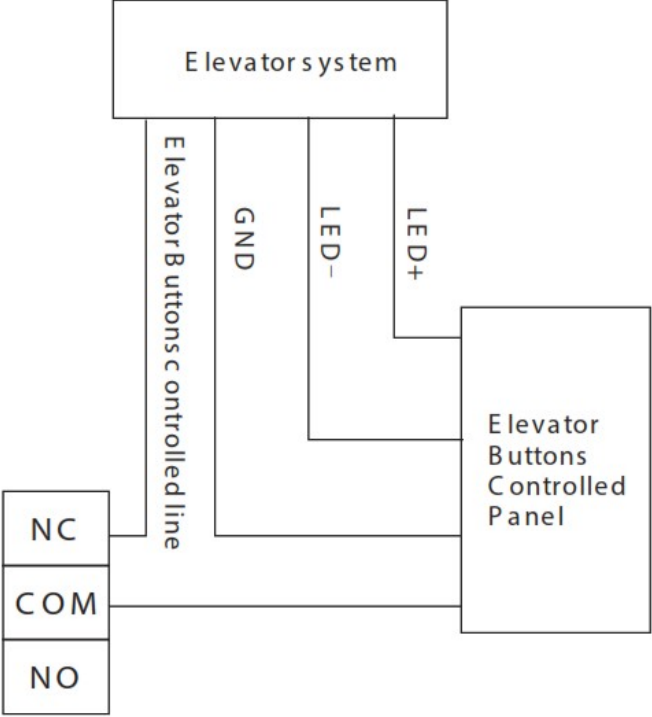 Elevator system
Elevator Buttons controlled line
GND
LED-
LED+
Elevator
Buttons
Controlled
Panel
NC
COM
NO